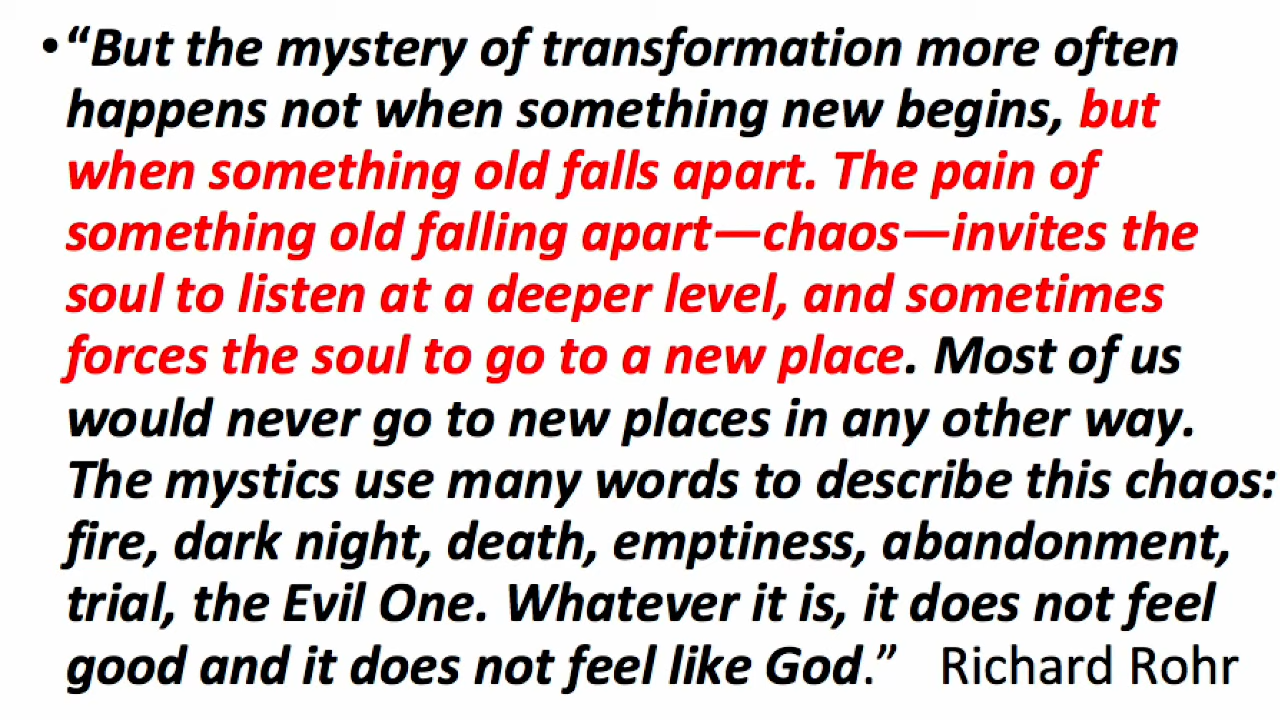 •“But the mystery of transformation more often
happens not when something new begins, but
when something old falls apart. The pain of
something old falling apart—chaos—invites the
soul to listen at a deeper level, and sometimes
forces the soul to go to a new place. Most of us
would never go to new places in any other way.
The mystics use many words to describe this chaos:
fire, dark night, death, emptiness, abandonment,
trial, the Evil One. Whatever it is, it does not feel
good and it does not feel like God.” Richard Rohr